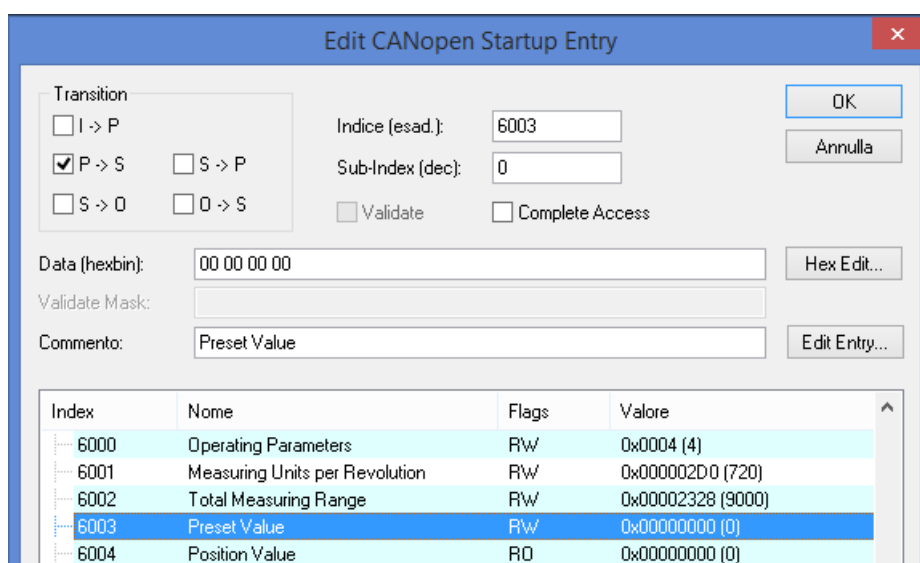 Edit CANopen Startup Entry
Transition
I -> P
P -> S
S -> P
S -> O
O -> S
Indice (esad.):
6003
Sub-Index (dec):
0
Validate
Complete Access
OK
Annulla
Data (hexbin):
00 00 00 00
Hex Edit...
Validate Mask:
Commento:
Preset Value
Edit Entry...
Index Nome Flags Valore
6000 Operating Parameters RW 0x0004 (4)
6001 Measuring Units per Revolution RW 0x000002D0 (720)
6002 Total Measuring Range RW 0x00002328 (9000)
6003 Preset Value RW 0x00000000 (0)
6004 Position Value RO 0x00000000 (0)